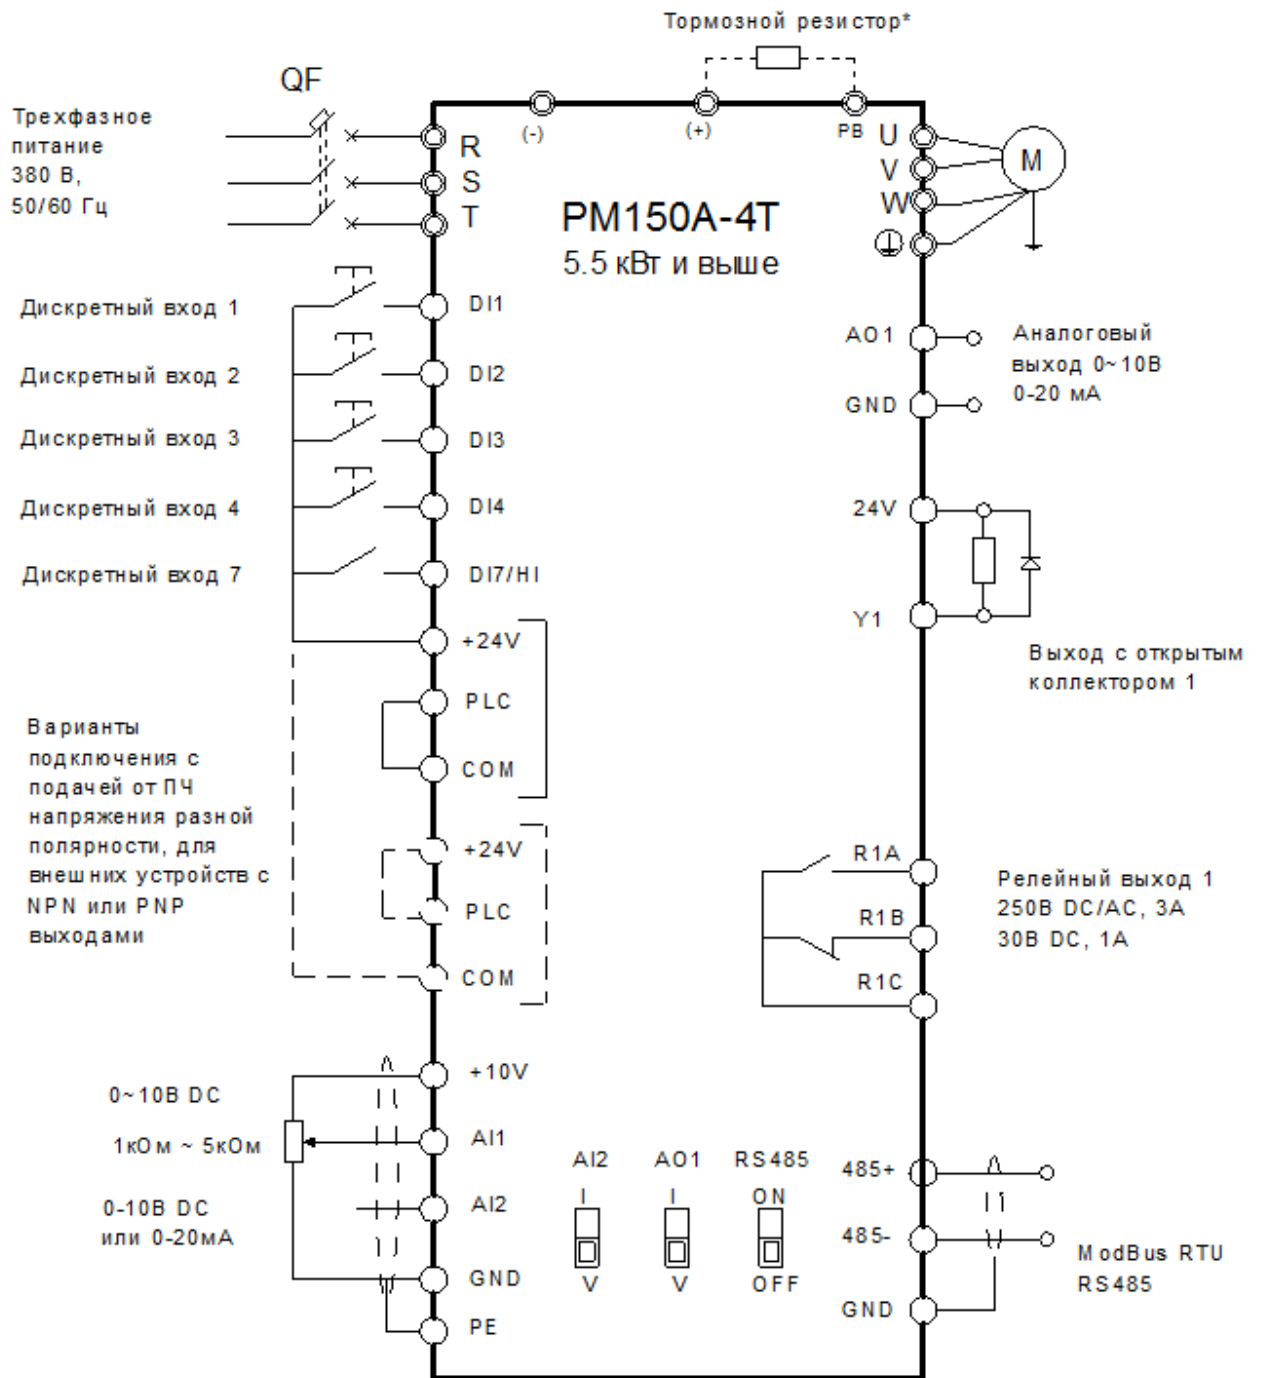 Тормозной резистор*
QF
Трехфазное
питание
380 В,
50/60 Гц
(-)
(+)
PB
R
S
T
U
V
W
M
PM150A-4T
5.5 кВт и выше
Дискретный вход 1
DI1
Дискретный вход 2
DI2
Дискретный вход 3
DI3
Дискретный вход 4
DI4
Дискретный вход 7
DI7/HI
+24V
PLC
COM
+24V
PLC
COM
Варианты
подключения с
подачей от ПЧ
напряжения разной
полярности, для
внешних устройств с
NPN или PNP
выходами
AO1
GND
Аналоговый
выход 0~10В
0-20 мА
24V
Y1
Выход с открытым
коллектором 1
R1A
R1B
R1C
Релейный выход 1
250В DC/AC, 3А
30В DC, 1А
0~10В DC
1кОм ~ 5кОм
0-10В DC
или 0-20мА
+10V
AI1
AI2
GND
PE
AI2
I
V
AO1
I
V
RS485
ON
OFF
485+
485-
GND
ModBus RTU
RS485